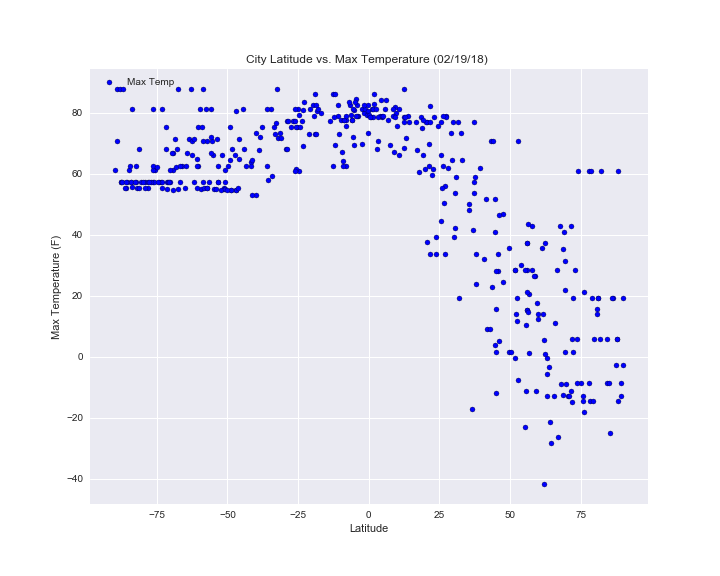 City Latitude vs. Max Temperature (02/19/18)
Max Temp
80
60
40
20
0
−20
−40
Max Temperature (F)
−75 −50 −25 0 25 50 75
Latitude